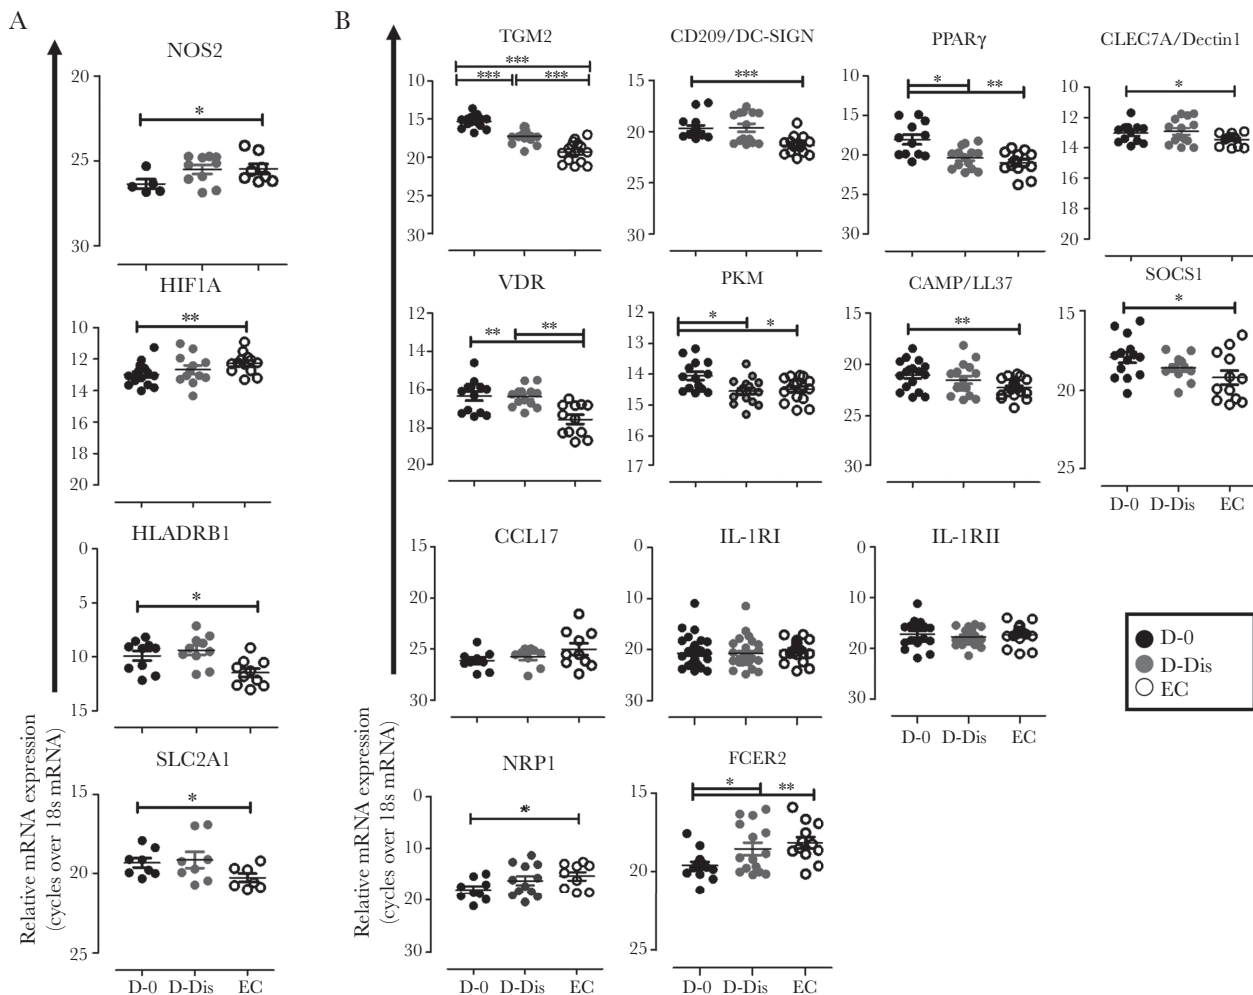 A
B
NOS2
20
25
30
*
HIF1A
10
12
14
16
18
20
**
HLADRB1
0
5
10
15
*
SLC2A1
15
20
25
*
D-0 D-Dis EC
Relative mRNA expression
(cycles over 18s mRNA)
TGM2
10
15
20
25
30
***
*** ***
CD209/DC-SIGN
15
20
25
30
***
PPARγ
10
15
20
25
30
* **
CLEC7A/Dectin1
10
12
14
16
18
20
*
VDR
12
14
16
18
20
** **
PKM
12
13
14
15
16
17
* *
CAMP/LL37
15
20
25
30
**
SOCS1
15
20
25
*
D-0 D-Dis EC
CCL17
15
20
25
30
IL-1RI
0
10
20
30
IL-1RII
0
10
20
30
D-0 D-Dis EC
NRP1
0
10
20
30
*
D-0 D-Dis EC
FCER2
15
20
25
* **
D-0 D-Dis EC
Relative mRNA expression
(cycles over 18s mRNA)
D-0
D-Dis
EC